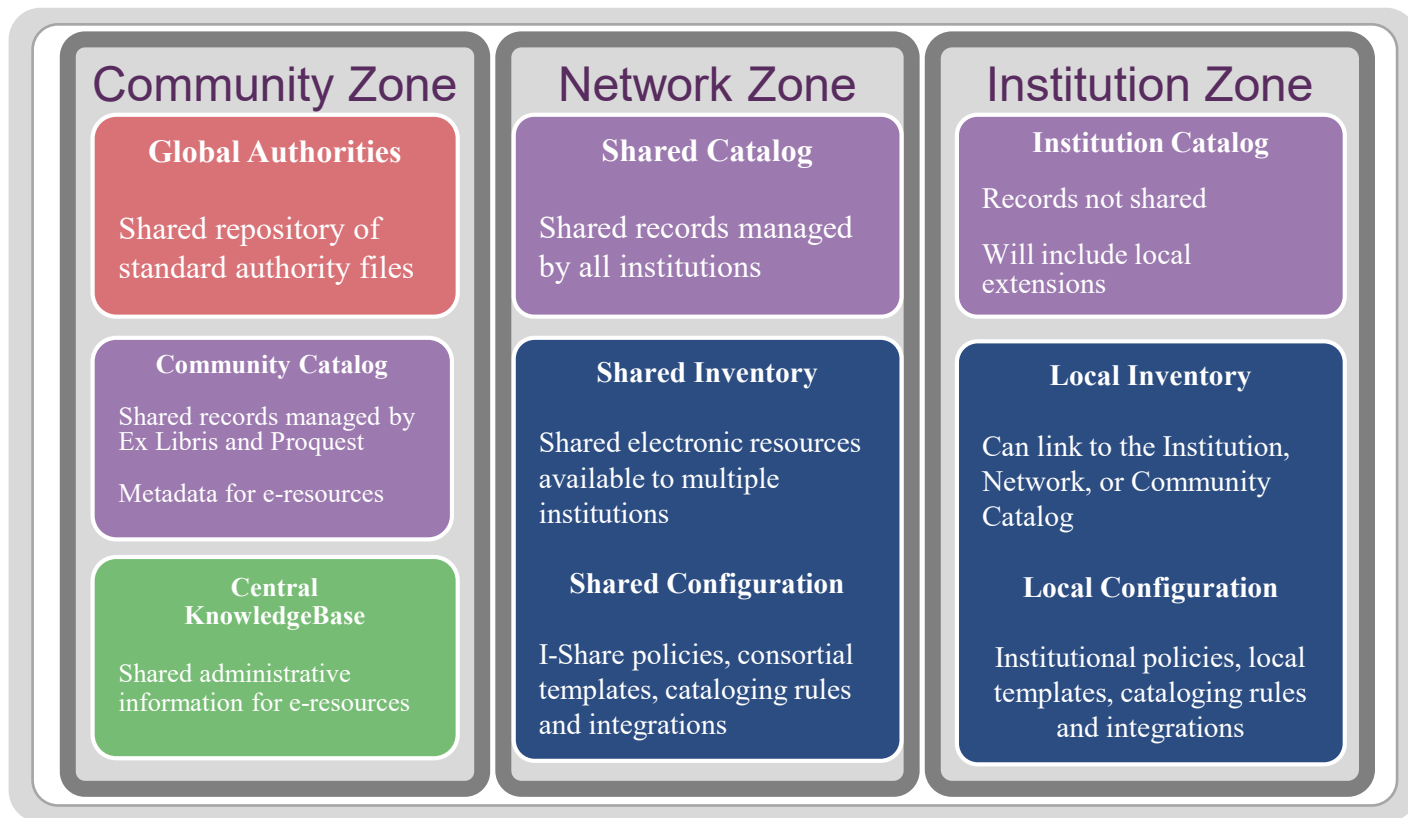 Community Zone
Global Authorities
Shared repository of
standard authority files
Community Catalog
Shared records managed by
Ex Libris and Proquest
Metadata for e-resources
Central
KnowledgeBase
Shared administrative
information for e-resources
Network Zone
Shared Catalog
Shared records managed
by all institutions
Shared Inventory
Shared electronic resources
available to multiple
institutions
Shared Configuration
I-Share policies, consortial
templates, cataloging rules
and integrations
Institution Zone
Institution Catalog
Records not shared
Will include local
extensions
Local Inventory
Can link to the Institution,
Network, or Community
Catalog
Local Configuration
Institutional policies, local
templates, cataloging rules
and integrations